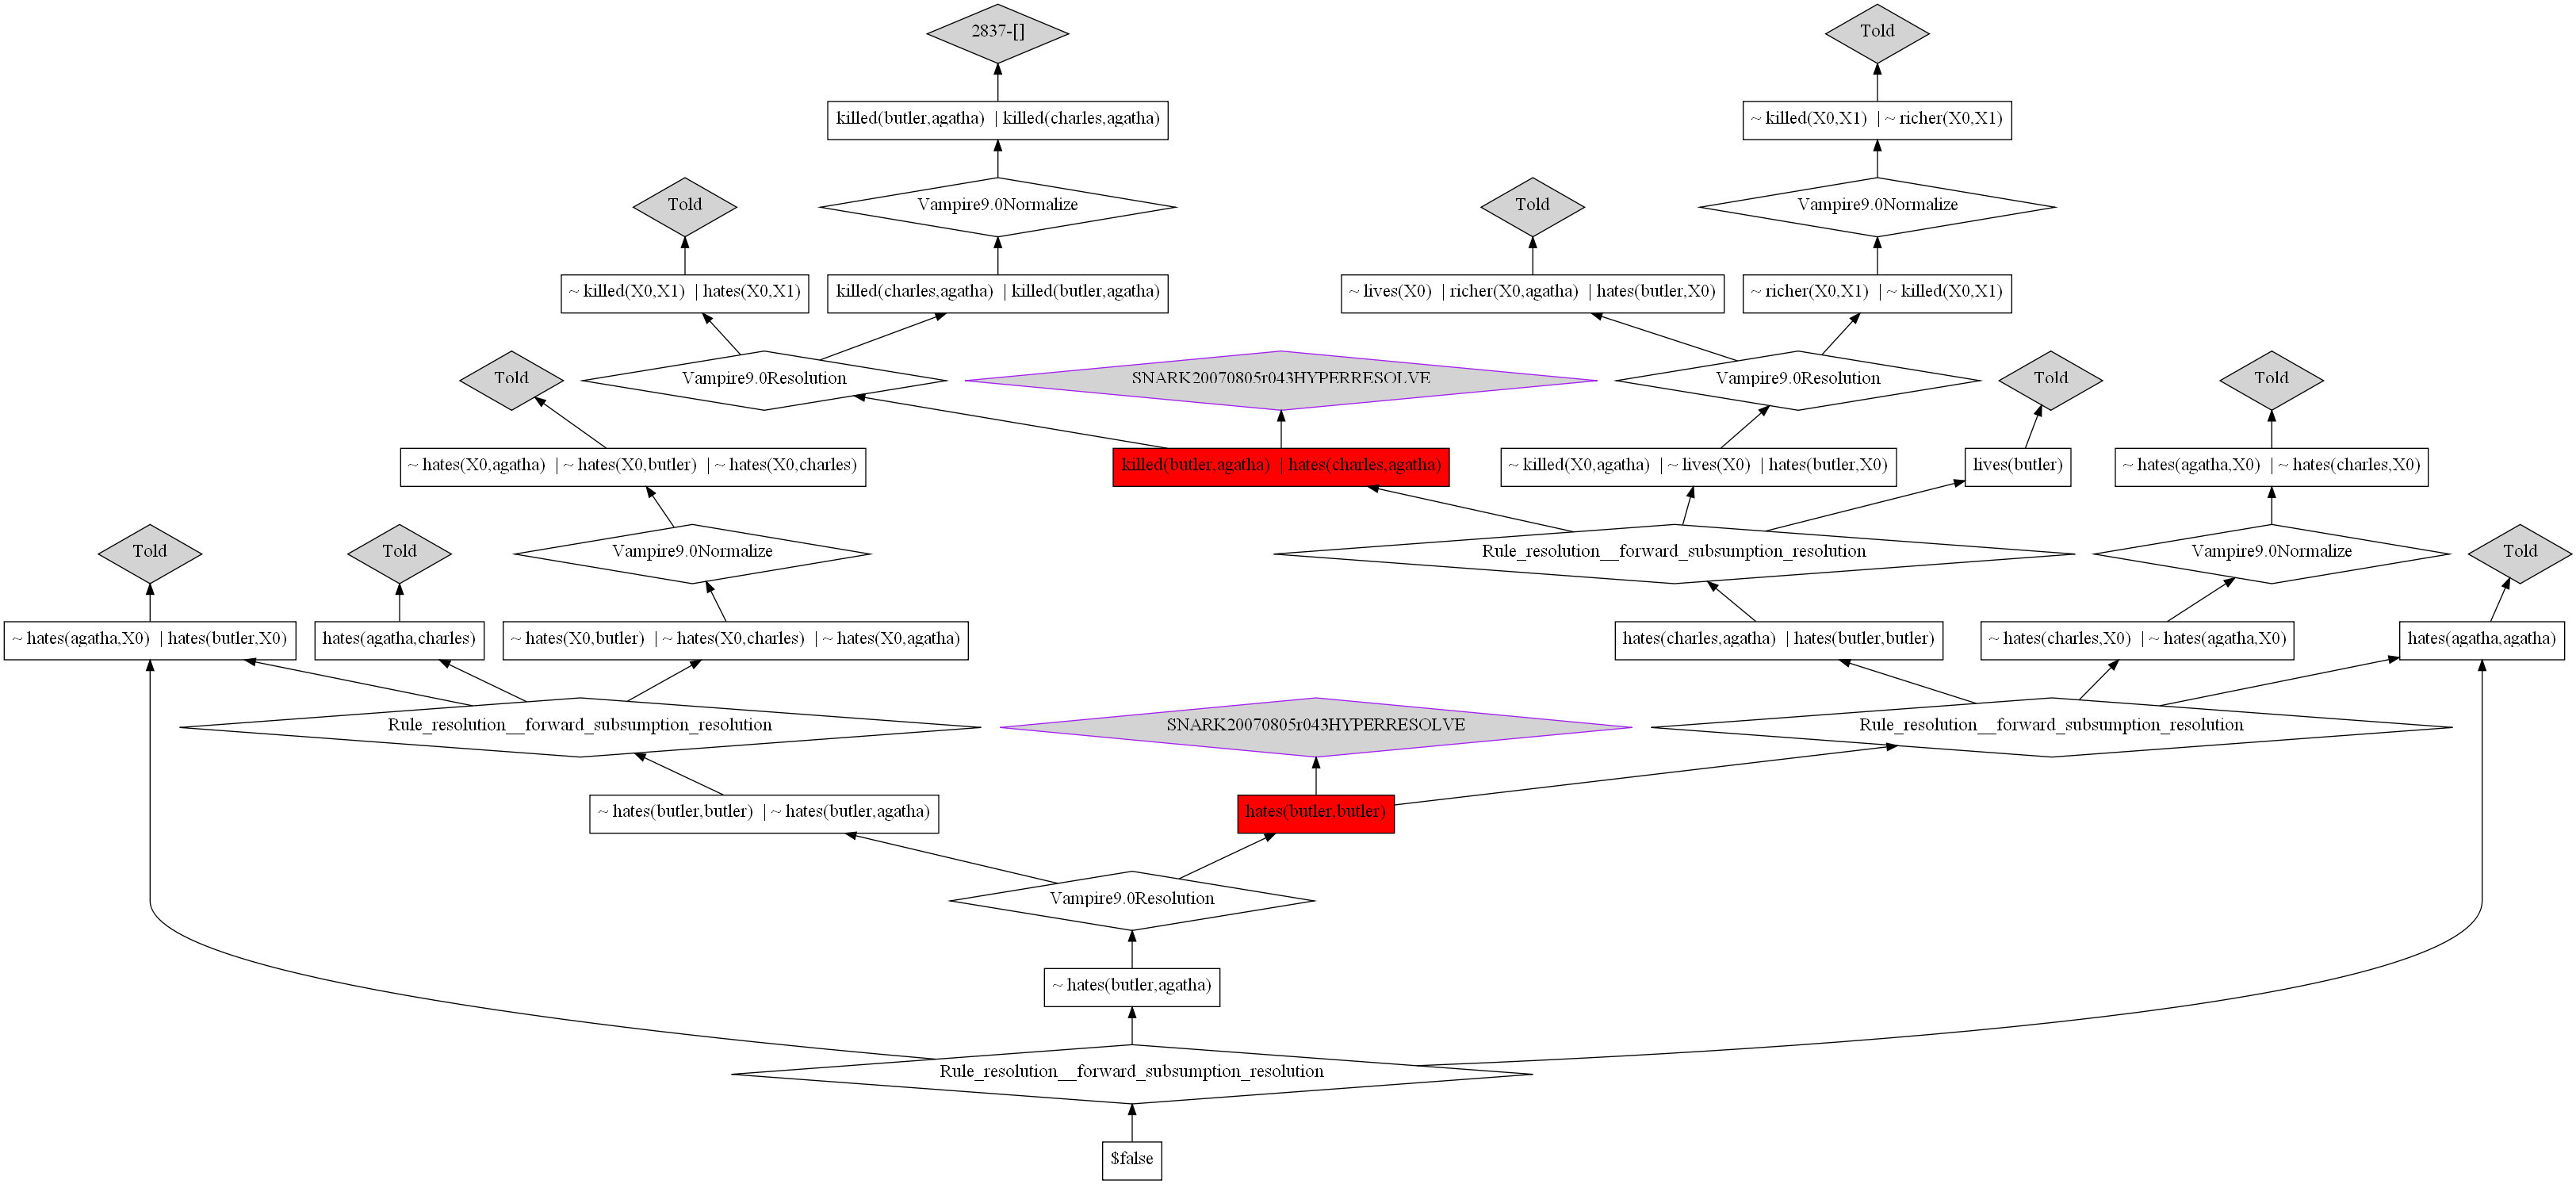 2837-[]
Told
killed(butler,agatha) | killed(charles,agatha)
~ killed(X0,X1) | ~ richer(X0,X1)
Told
Vampire9.0Normalize
Told
Vampire9.0Normalize
~ killed(X0,X1) | hates(X0,X1)
killed(charles,agatha) | killed(butler,agatha)
~ lives(X0) | richer(X0,agatha) | hates(butler,X0)
~ richer(X0,X1) | ~ killed(X0,X1)
Told
Vampire9.0Resolution
SNARK20070805r043HYPERRESOLVE
Vampire9.0Resolution
Told
Told
~ hates(X0,agatha) | ~ hates(X0,butler) | ~ hates(X0,charles)
killed(butler,agatha) | hates(charles,agatha)
~ killed(X0,agatha) | ~ lives(X0) | hates(butler,X0)
lives(butler)
~ hates(agatha,X0) | ~ hates(charles,X0)
Told
Told
Vampire9.0Normalize
Rule_resolution__forward_subsumption_resolution
Vampire9.0Normalize
Told
~ hates(agatha,X0) | hates(butler,X0)
hates(agatha,charles)
~ hates(X0,butler) | ~ hates(X0,charles) | ~ hates(X0,agatha)
hates(charles,agatha) | hates(butler,butler)
~ hates(charles,X0) | ~ hates(agatha,X0)
hates(agatha,agatha)
Rule_resolution__forward_subsumption_resolution
SNARK20070805r043HYPERRESOLVE
Rule_resolution__forward_subsumption_resolution
~ hates(butler,butler) | ~ hates(butler,agatha)
hates(butler,butler)
Vampire9.0Resolution
~ hates(butler,agatha)
Rule_resolution__forward_subsumption_resolution
$false